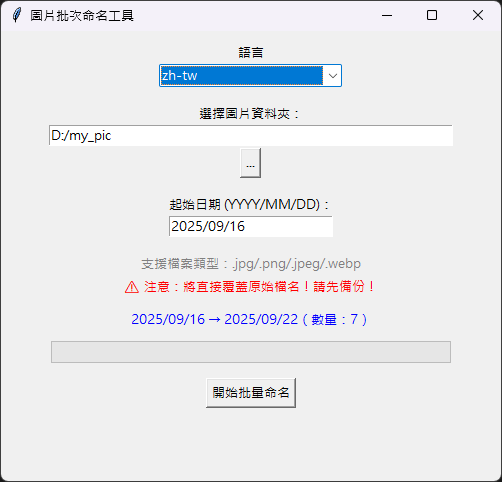 圖片批次命名工具
語言
zh-tw
選擇圖片資料夾：
D:/my_pic
...
起始日期 (YYYY/MM/DD)：
2025/09/16
支援檔案類型：.jpg/.png/.jpeg/.webp
⚠ 注意：將直接覆蓋原始檔名！請先備份！
2025/09/16 → 2025/09/22 ( 數量：7 )
開始批量命名